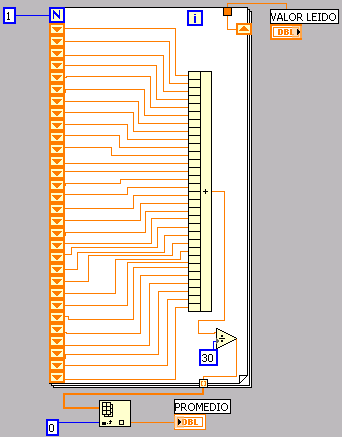 1
N
i
VALOR LEIDO
DBL
+
÷
30
PROMEDIO
0
DBL